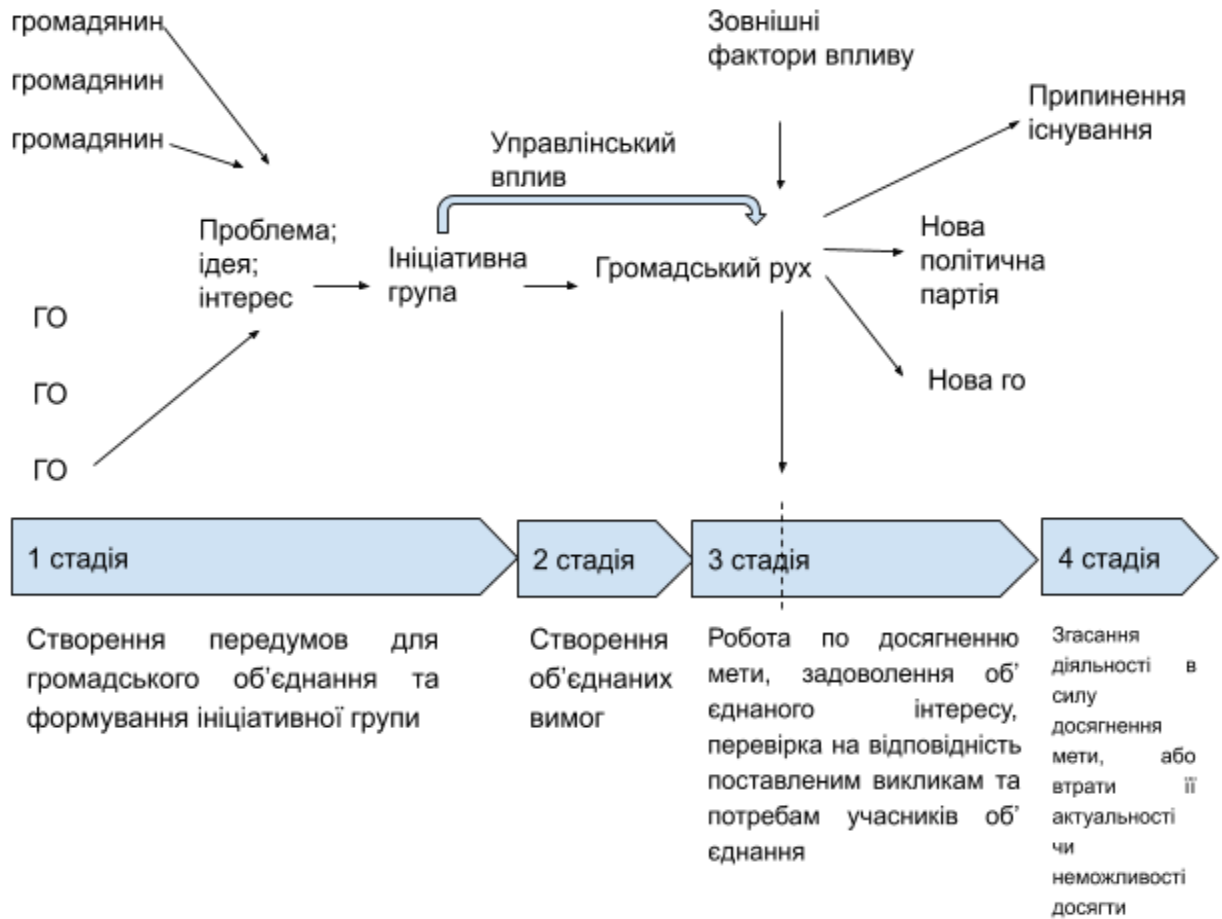 громадянин
громадянин
громадянин
Зовнішні
фактори впливу
Припинення
існування
Управлінський
вплив
Проблема;
ідея;
інтерес
Ініціативна
група
Громадський рух
Нова
політична
партія
ГО
ГО
ГО
Нова го
1 стадія
2 стадія
3 стадія
4 стадія
Створення передумов для
громадського об'єднання та
формування ініціативної групи
Створення
об'єднаних
вимог
Робота по досягненню
мети, задоволення об'
єднаного інтересу,
перевірка на відповідність
поставленим викликам та
потребам учасників об'
єднання
Згасання
діяльності в
силу
досягнення
мети, або
втрати її
актуальності
чи
неможливості
досягти